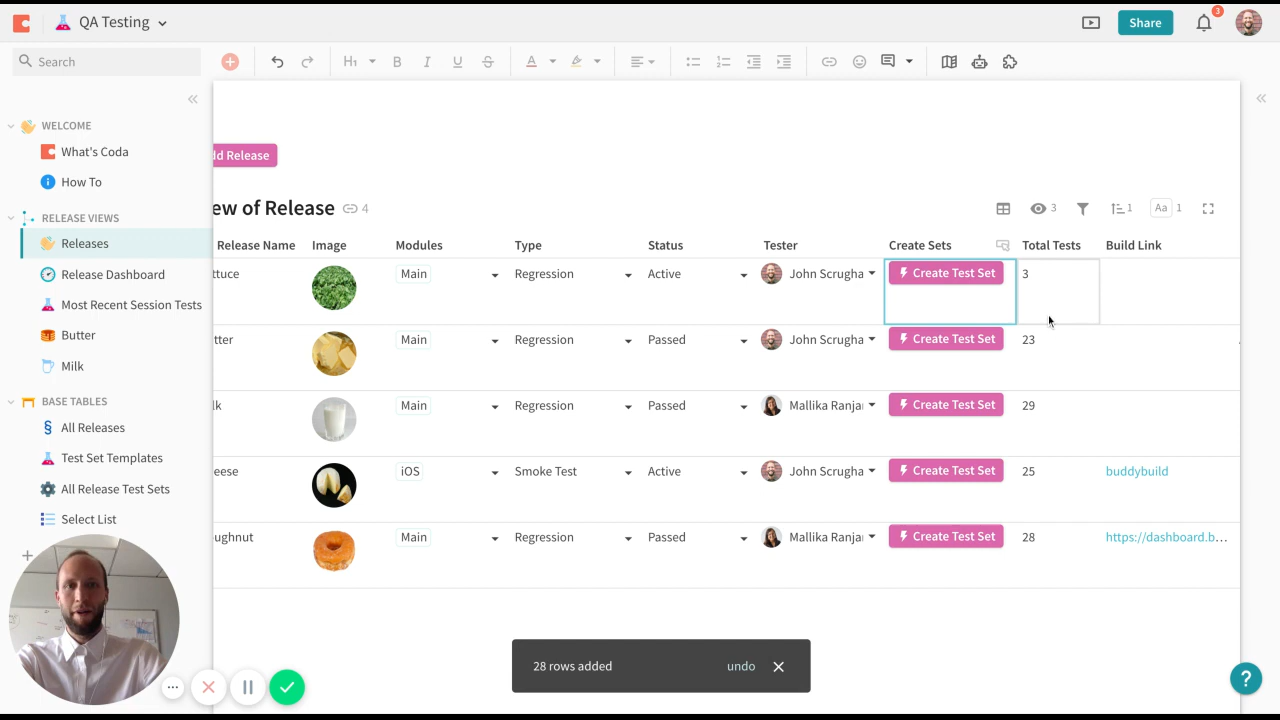 QA Testing
Share
3
Search
H1
B
I
U
S
A
WELCOME
What's Coda
How To
RELEASE VIEWS
Releases
Release Dashboard
Most Recent Session Tests
Butter
Milk
BASE TABLES
All Releases
Test Set Templates
All Release Test Sets
Select List
dd Release
ew of Release 4
3
1
Aa 1
Release Name Image Modules Type Status Tester Create Sets Total Tests Build Link
ttuce Main Regression Active John Scrugha Create Test Set 3
tter Main Regression Passed John Scrugha Create Test Set 23
lk Main Regression Passed Mallika Ranja Create Test Set 29
eese iOS Smoke Test Active John Scrugha Create Test Set 25 buddybuild
ughnut Main Regression Passed Mallika Ranja Create Test Set 28 https://dashboard.b...
28 rows added undo
?